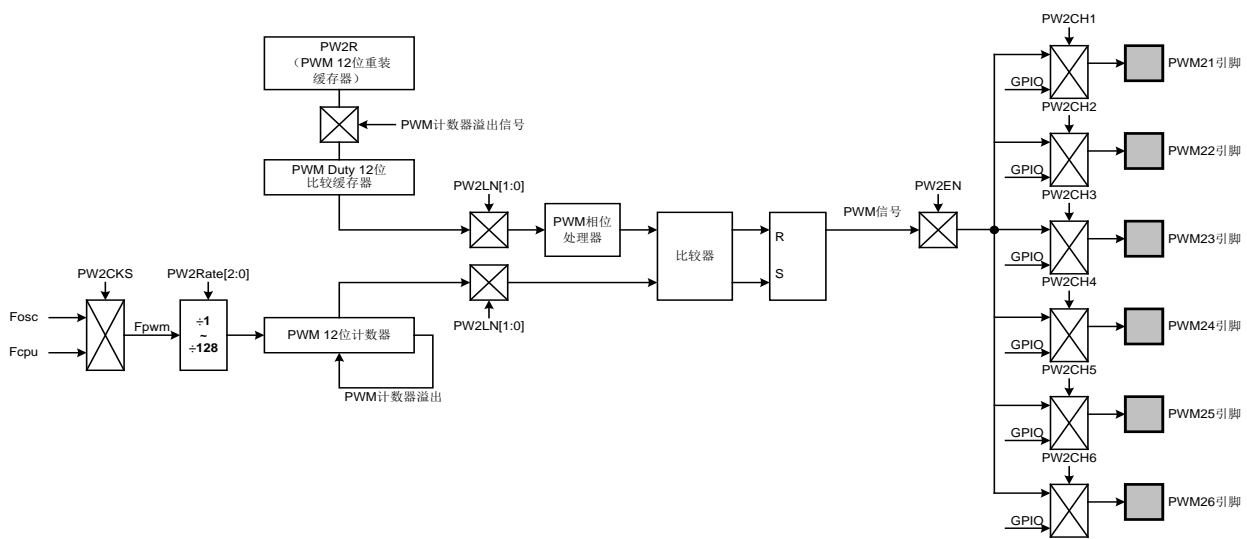 PW2R
（PWM 12位重装
缓存器）
PWM计数器溢出信号
PWM Duty 12位
比较缓存器
PW2LN[1:0]
PWM相位
处理器
比较器
R
S
PWM信号
PW2EN
PW2CKS
PW2Rate[2:0]
Fosc
Fcpu
Fpwm
÷1
~
÷128
PWM 12位计数器
PW2LN[1:0]
PWM计数器溢出
PW2CH1
GPIO
PWM21引脚
PW2CH2
GPIO
PWM22引脚
PW2CH3
GPIO
PWM23引脚
PW2CH4
GPIO
PWM24引脚
PW2CH5
GPIO
PWM25引脚
PW2CH6
GPIO
PWM26引脚